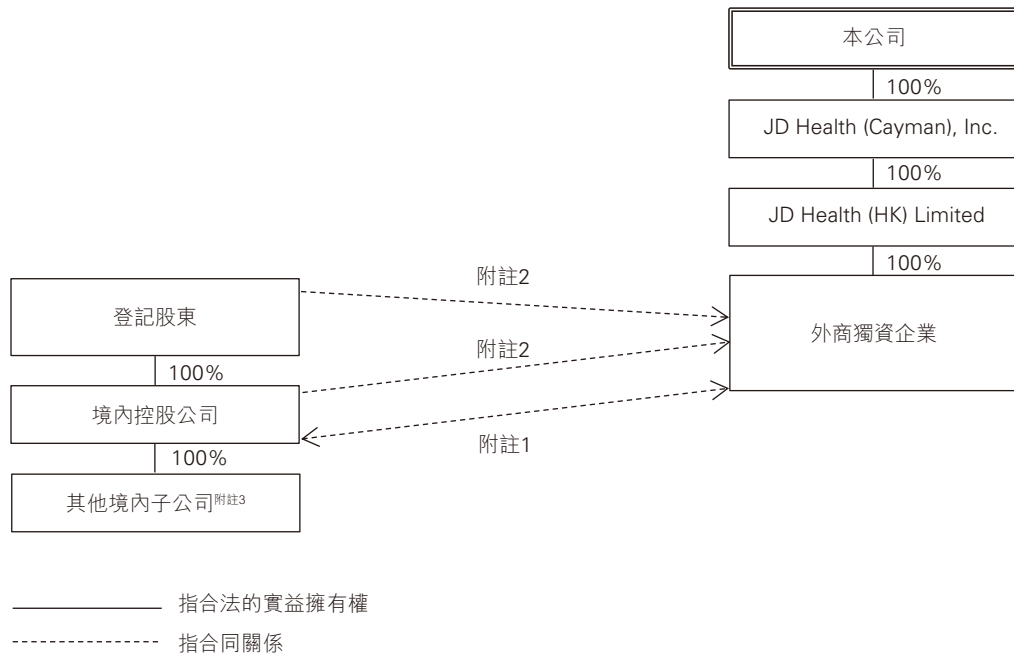 本公司
100%
JD Health (Cayman), Inc.
100%
JD Health (HK) Limited
100%
外商獨資企業
登記股東
100%
境內控股公司
100%
其他境內子公司附註3
附註2
附註2
附註1
指合法的實益擁有權
指合同關係